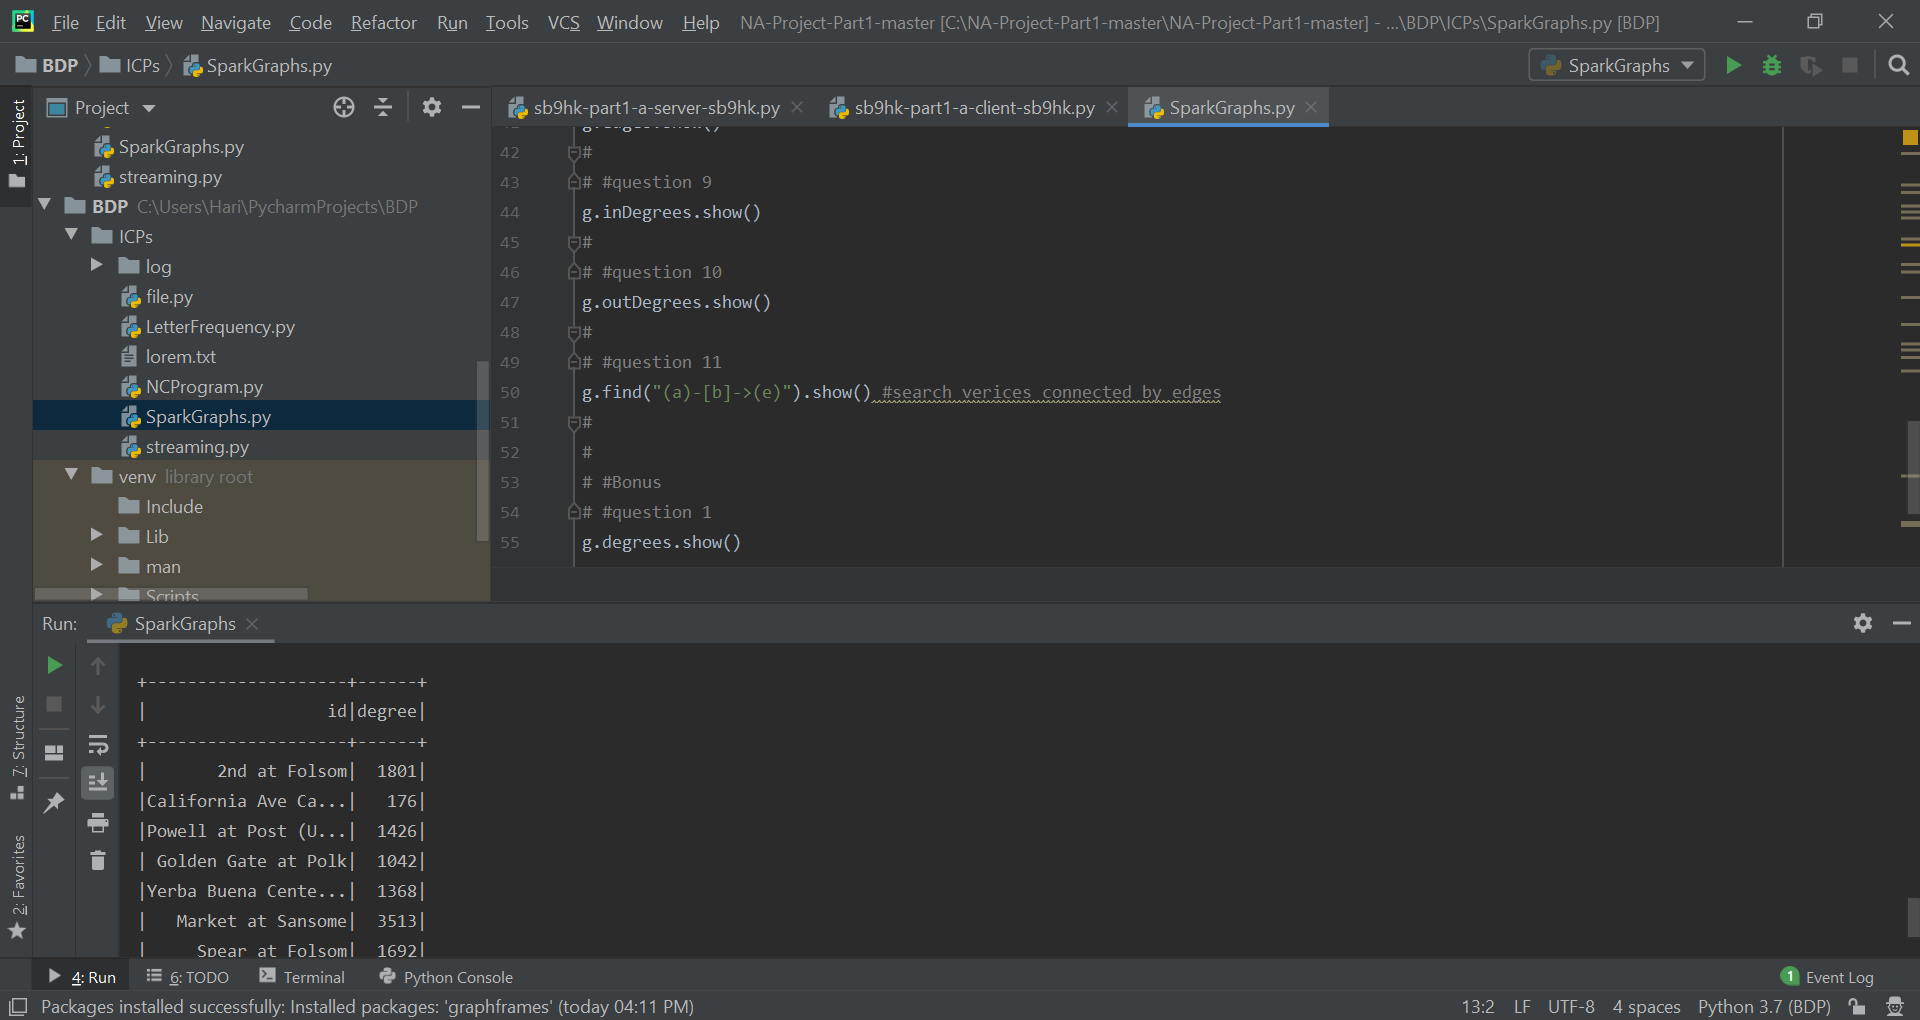 PC File Edit View Navigate Code Refactor Run Tools VCS Window Help NA-Project-Part1-master [C:\NA-Project-Part1-master\NA-Project-Part1-master] - ...\BDP\ICPs\SparkGraphs.py [BDP]
BDP ICPs SparkGraphs.py SparkGraphs
1: Project
Project
sb9hk-part1-a-server-sb9hk.py sb9hk-part1-a-client-sb9hk.py SparkGraphs.py
SparkGraphs.py
streaming.py
BDP C:\Users\Hari\PycharmProjects\BDP
ICPs
log
file.py
LetterFrequency.py
lorem.txt
NCProgram.py
SparkGraphs.py
streaming.py
venv library root
Include
Lib
man
Scripts
42 #
43 # #question 9
44 g.inDegrees.show()
45 #
46 # #question 10
47 g.outDegrees.show()
48 #
49 # #question 11
50 g.find("(a)-[b]->(e)").show() #search verices connected by edges
51 #
52 #
53 # #Bonus
54 # #question 1
55 g.degrees.show()
Run: SparkGraphs
7: Structure
2: Favorites
+--------------------+------+
|                  id|degree|
+--------------------+------+
|       2nd at Folsom|  1801|
|California Ave Ca...|   176|
|Powell at Post (U...|  1426|
| Golden Gate at Polk|  1042|
|Yerba Buena Cente...|  1368|
|   Market at Sansome|  3513|
|     Spear at Folsom|  1692|
4: Run 6: TODO Terminal Python Console 1 Event Log
Packages installed successfully: Installed packages: 'graphframes' (today 04:11 PM) 13:2 LF UTF-8 4 spaces Python 3.7 (BDP)